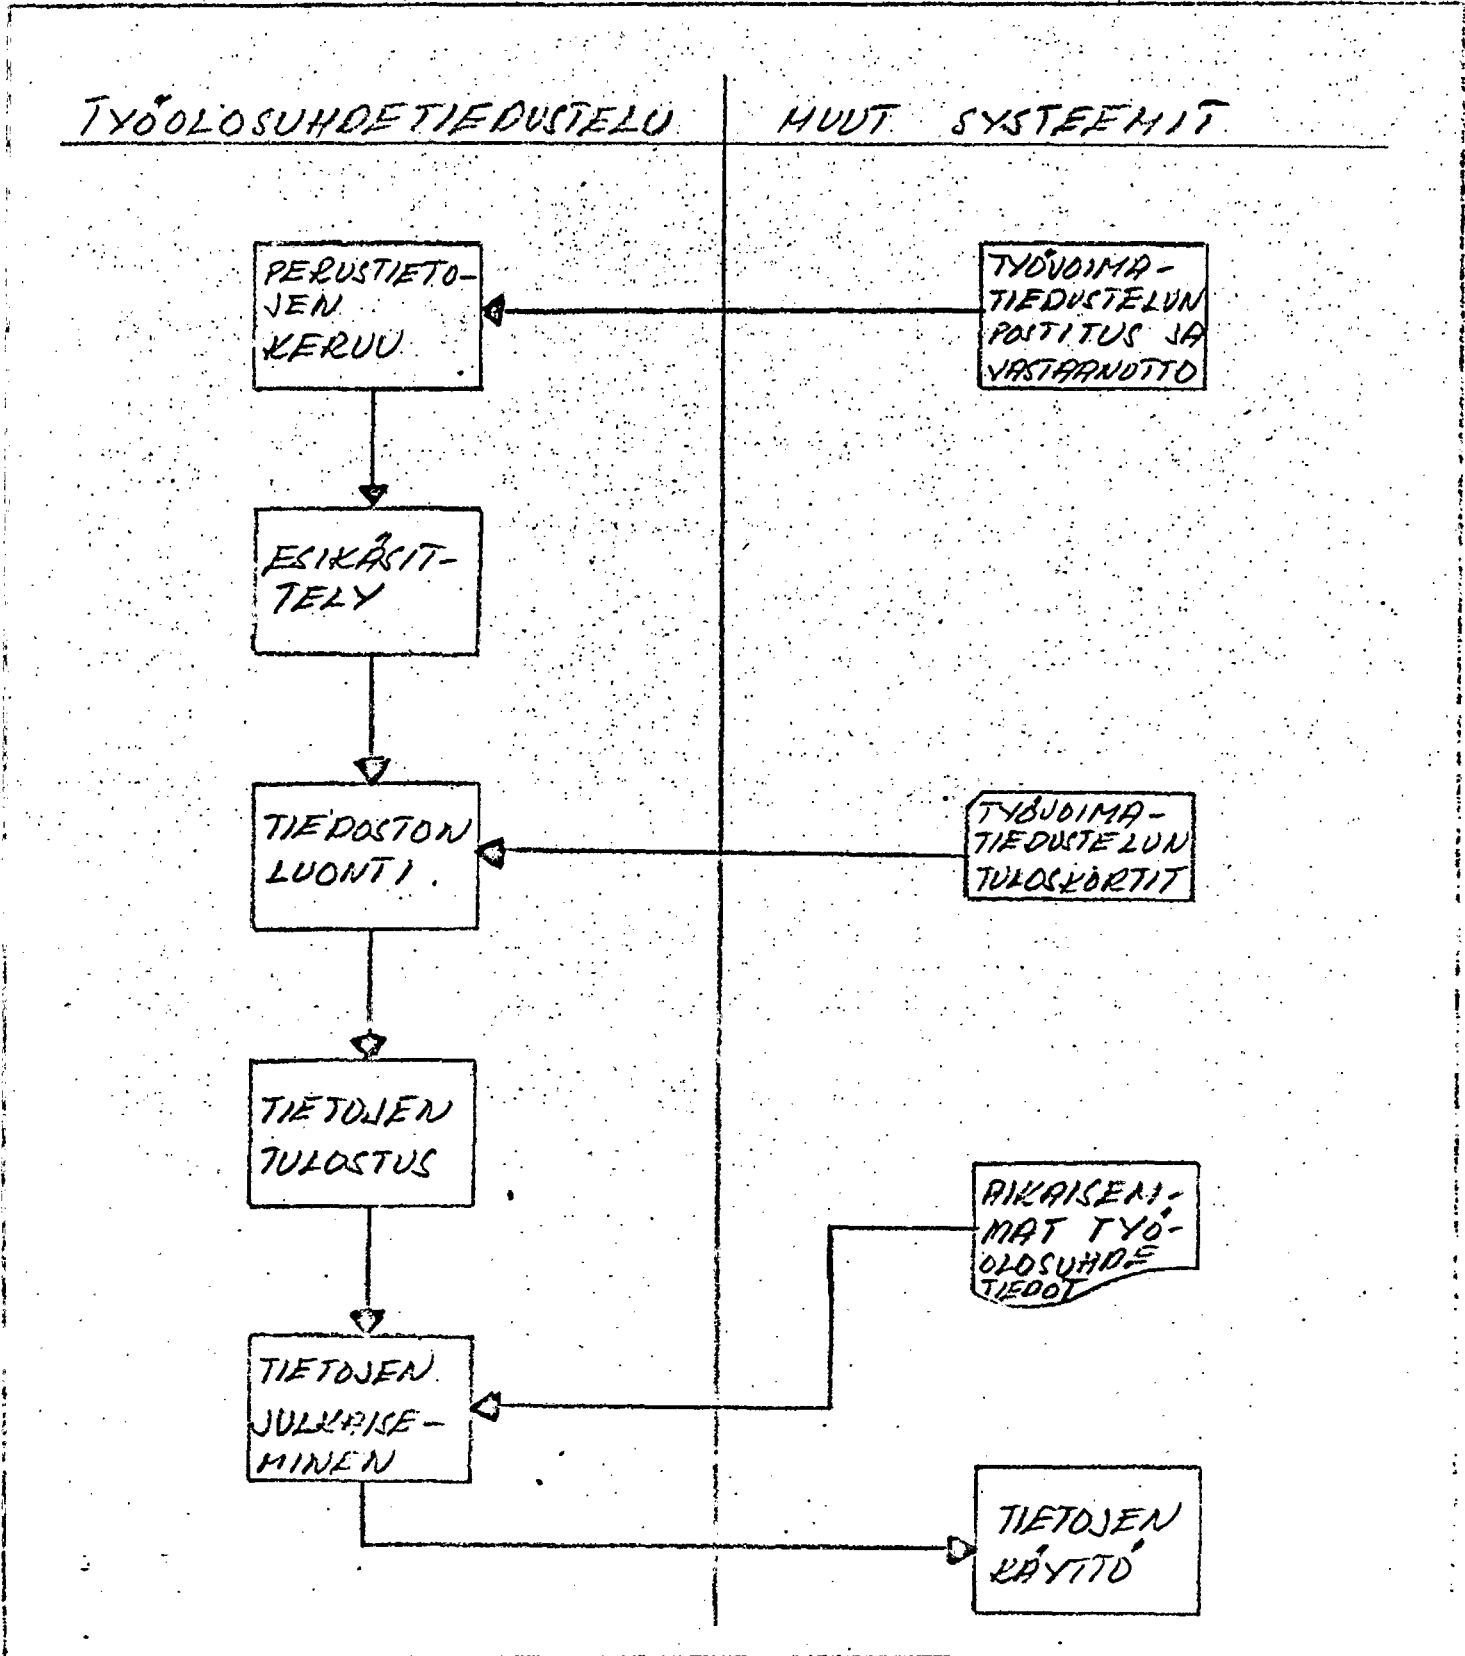 TYÖOLOSUHDETIEDUSTELU
MUUT SYSTEEMIT
PERUSTIETO-
JEN
KERUU
TYÖVOIMA-
TIEDUSTELUN
POSTITUS JA
VASTAANOTTO
ESIKÄSIT-
TELY
TIEDOSTON
LUONTI
TYÖVOIMA-
TIEDUSTELUN
TULOSKORTIT
TIETOJEN
TULOSTUS
AIKAISEM-
MAT TYÖ-
OLOSUHDE
TIEDOT
TIETOJEN
JULKAISE-
MINEN
TIETOJEN
KÄYTTÖ